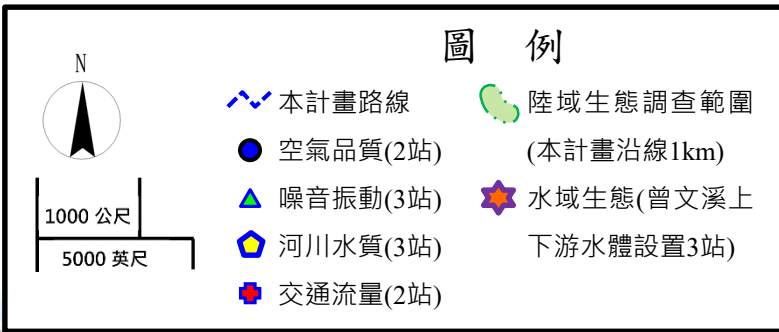 圖 例
N
1000 公尺
5000 英尺
本計畫路線
空氣品質(2站)
噪音振動(3站)
河川水質(3站)
交通流量(2站)
陸域生態調查範圍
(本計畫沿線1km)
水域生態(曾文溪上
下游水體設置3站)